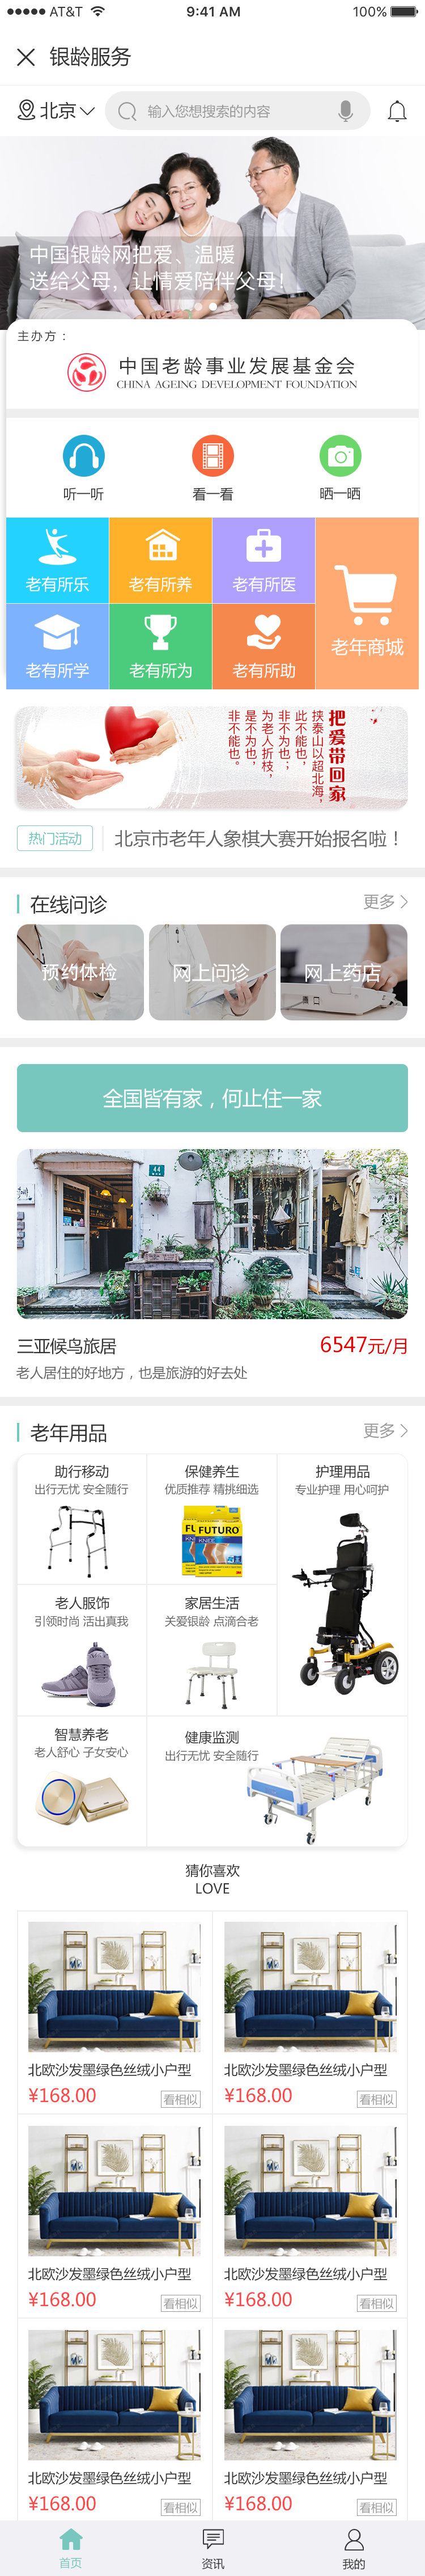 AT&T
9:41 AM
100%
银龄服务
北京
输入您想搜索的内容
中国银龄网把爱、温暖
送给父母，让情爱陪伴父母！
主办方：
中国老龄事业发展基金会
CHINA AGEING DEVELOPMENT FOUNDATION
听一听
看一看
晒一晒
老有所乐
老有所养
老有所医
老年商城
老有所学
老有所为
老有所助
把爱带回家
挟泰山以超北海，
此不能也，
非不为也；
为老人折枝，
是不为也，
非不能也。
热门活动
北京市老年人象棋大赛开始报名啦！
在线问诊
更多
预约体检
网上问诊
网上药店
全国皆有家，何止住一家
44
三亚候鸟旅居
6547元/月
老人居住的好地方，也是旅游的好去处
老年用品
更多
助行移动
出行无忧 安全随行
保健养生
优质推荐 精挑细选
护理用品
专业护理 用心呵护
FUTURO
KNEE
老人服饰
引领时尚 活出真我
家居生活
关爱银龄 点滴合老
智慧养老
老人舒心 子女安心
健康监测
出行无忧 安全随行
猜你喜欢
LOVE
北欧沙发墨绿色丝绒小户型
¥168.00
看相似
北欧沙发墨绿色丝绒小户型
¥168.00
看相似
北欧沙发墨绿色丝绒小户型
¥168.00
看相似
北欧沙发墨绿色丝绒小户型
¥168.00
看相似
北欧沙发墨绿色丝绒小户型
¥168.00
看相似
北欧沙发墨绿色丝绒小户型
¥168.00
看相似
首页
资讯
我的